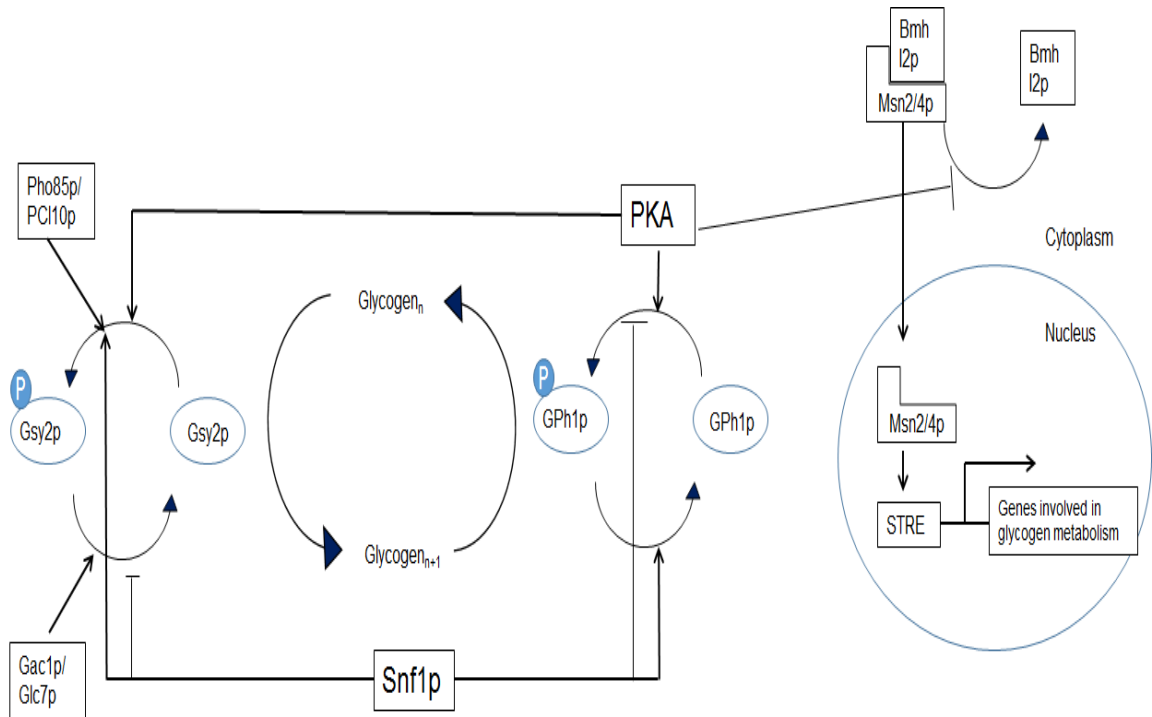 Bmh
l2p
Msn2/4p
Bmh
l2p
Pho85p/
PCl10p
PKA
Cytoplasm
Nucleus
Glycogenn
P
Gsy2p
Gsy2p
P
GPh1p
GPh1p
Msn2/4p
STRE
Genes involved in
glycogen metabolism
Glycogenn+1
Gac1p/
Glc7p
Snf1p